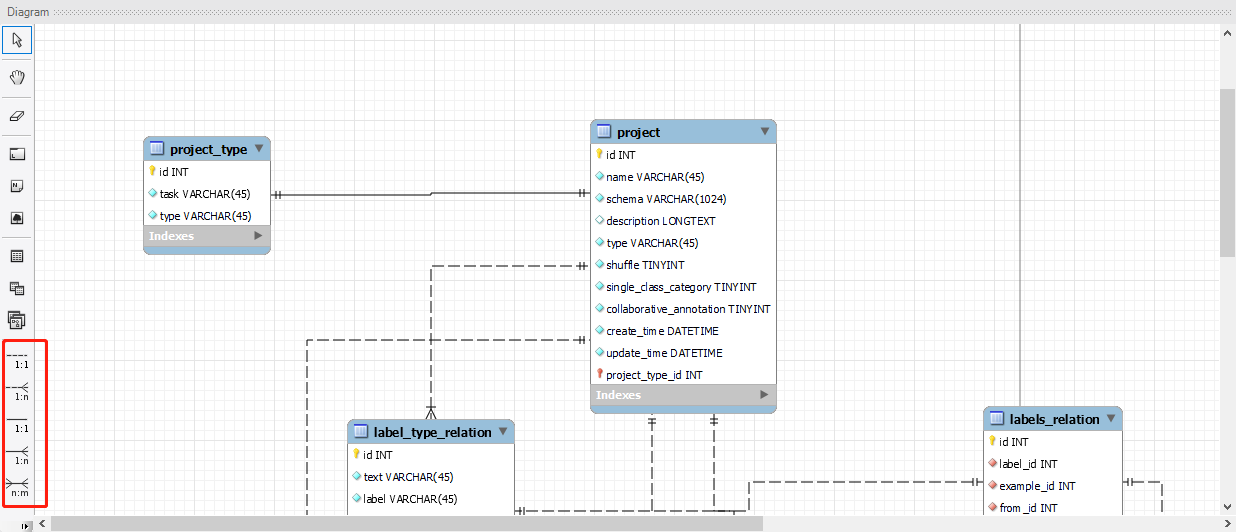 Diagram
project_type
id INT
task VARCHAR(45)
type VARCHAR(45)
Indexes
project
id INT
name VARCHAR(45)
schema VARCHAR(1024)
description LONGTEXT
type VARCHAR(45)
shuffle TINYINT
single_class_category TINYINT
collaborative_annotation TINYINT
create_time DATETIME
update_time DATETIME
project_type_id INT
Indexes
1:1
1:n
1:1
1:n
n:m
label_type_relation
id INT
text VARCHAR(45)
label VARCHAR(45)
labels_relation
id INT
label_id INT
example_id INT
from_id INT